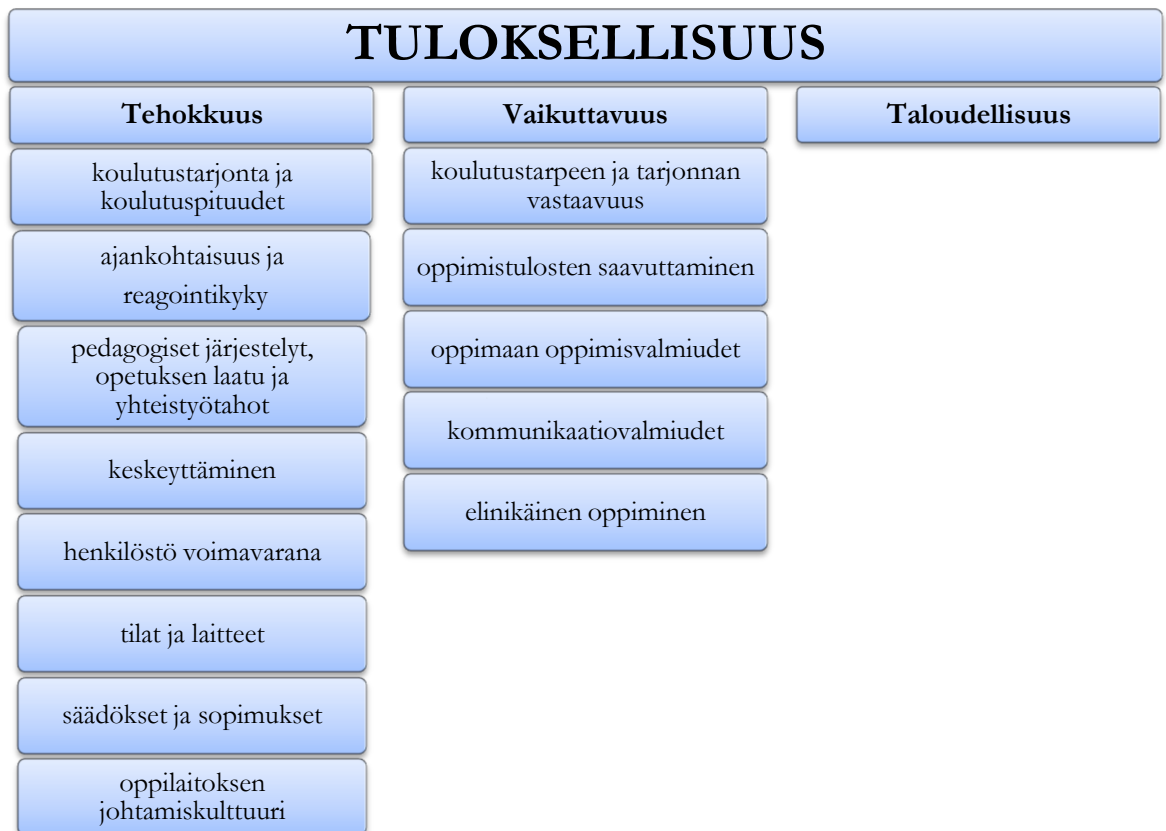 TULOKSELLISUUS
Tehokkuus
koulutustarjonta ja
koulutuspituudet
ajankohtaisuus ja
reagointikyky
pedagogiset järjestelyt,
opetuksen laatu ja
yhteistyötahot
keskeyttäminen
henkilöstö voimavarana
tilat ja laitteet
säädökset ja sopimukset
oppilaitoksen
johtamiskulttuuri
Vaikuttavuus
koulutustarpeen ja tarjonnan
vastaavuus
oppimistulosten saavuttaminen
oppimaan oppimisvalmiudet
kommunikaatiovalmiudet
elinikäinen oppiminen
Taloudellisuus